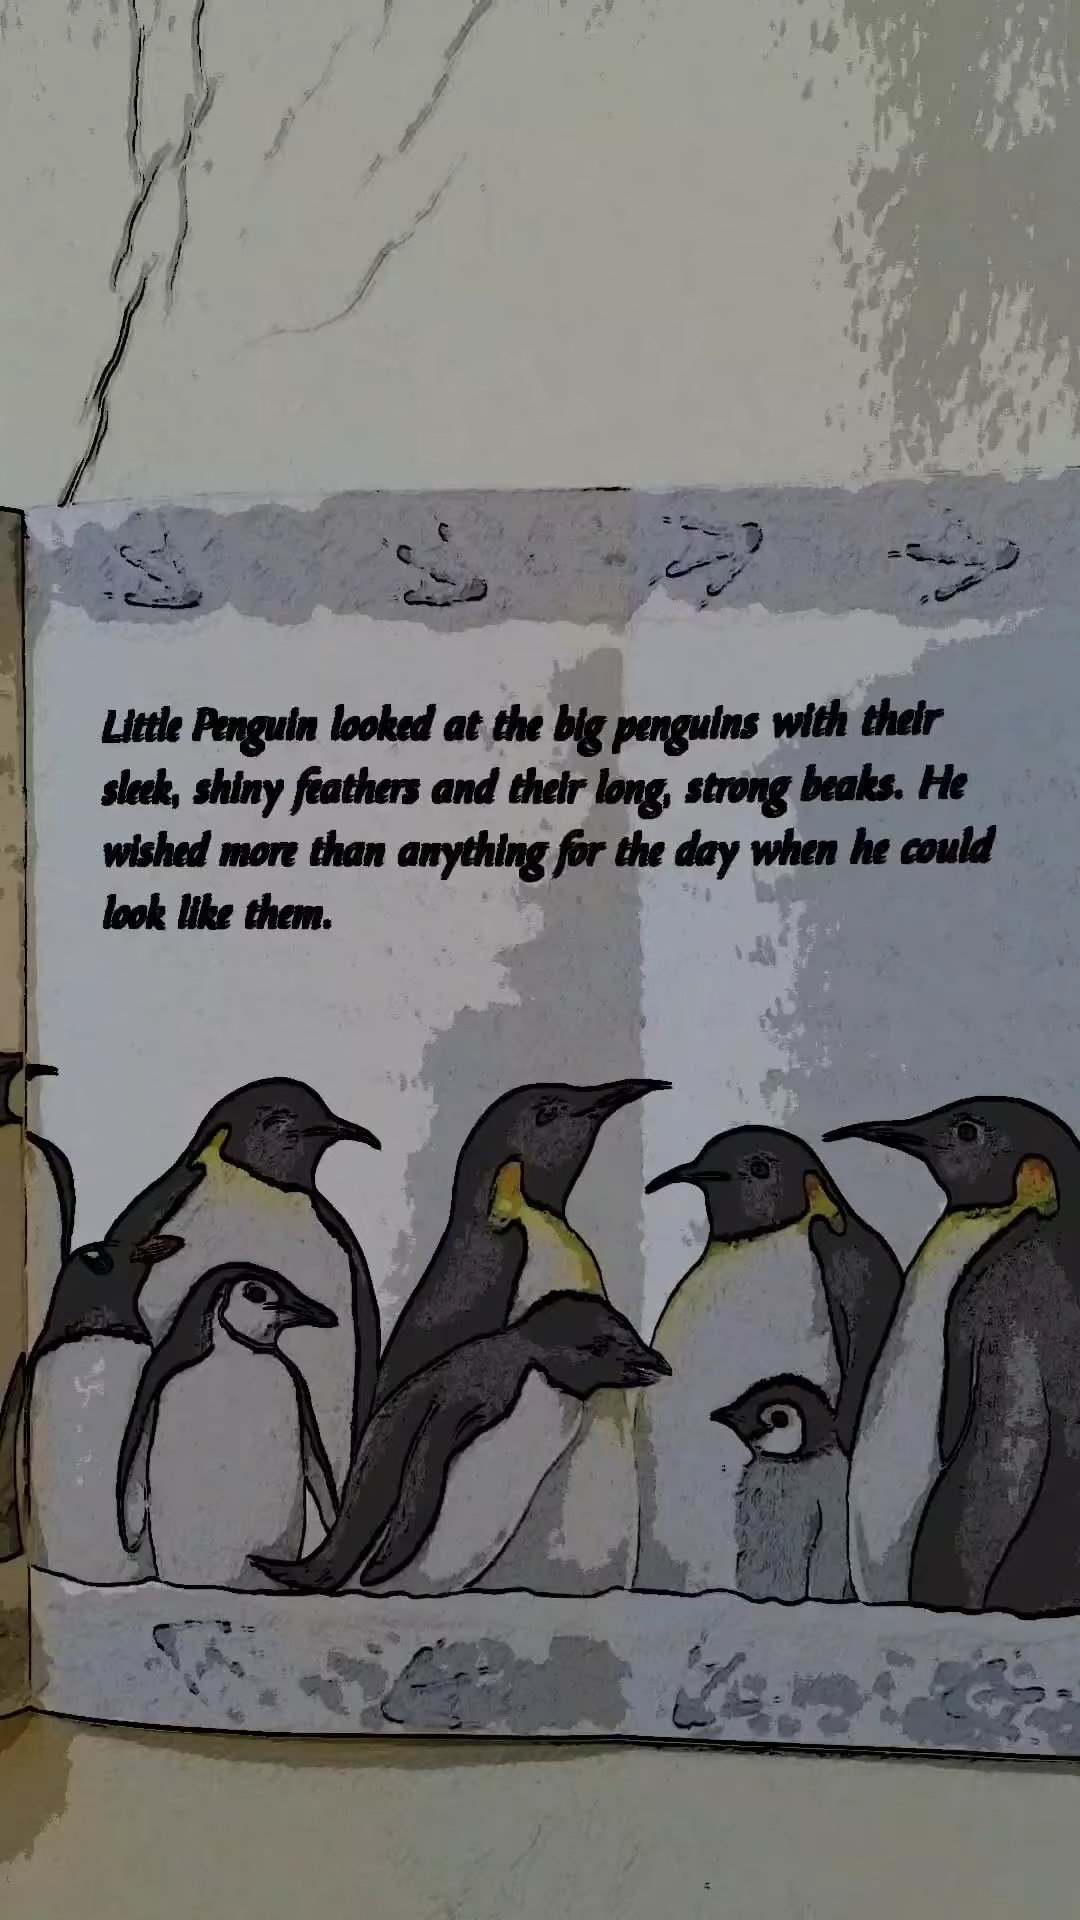 Little Penguin looked at the big penguins with their
sleek, shiny feathers and their long, strong beaks. He
wished more than anything for the day when he could
look like them.